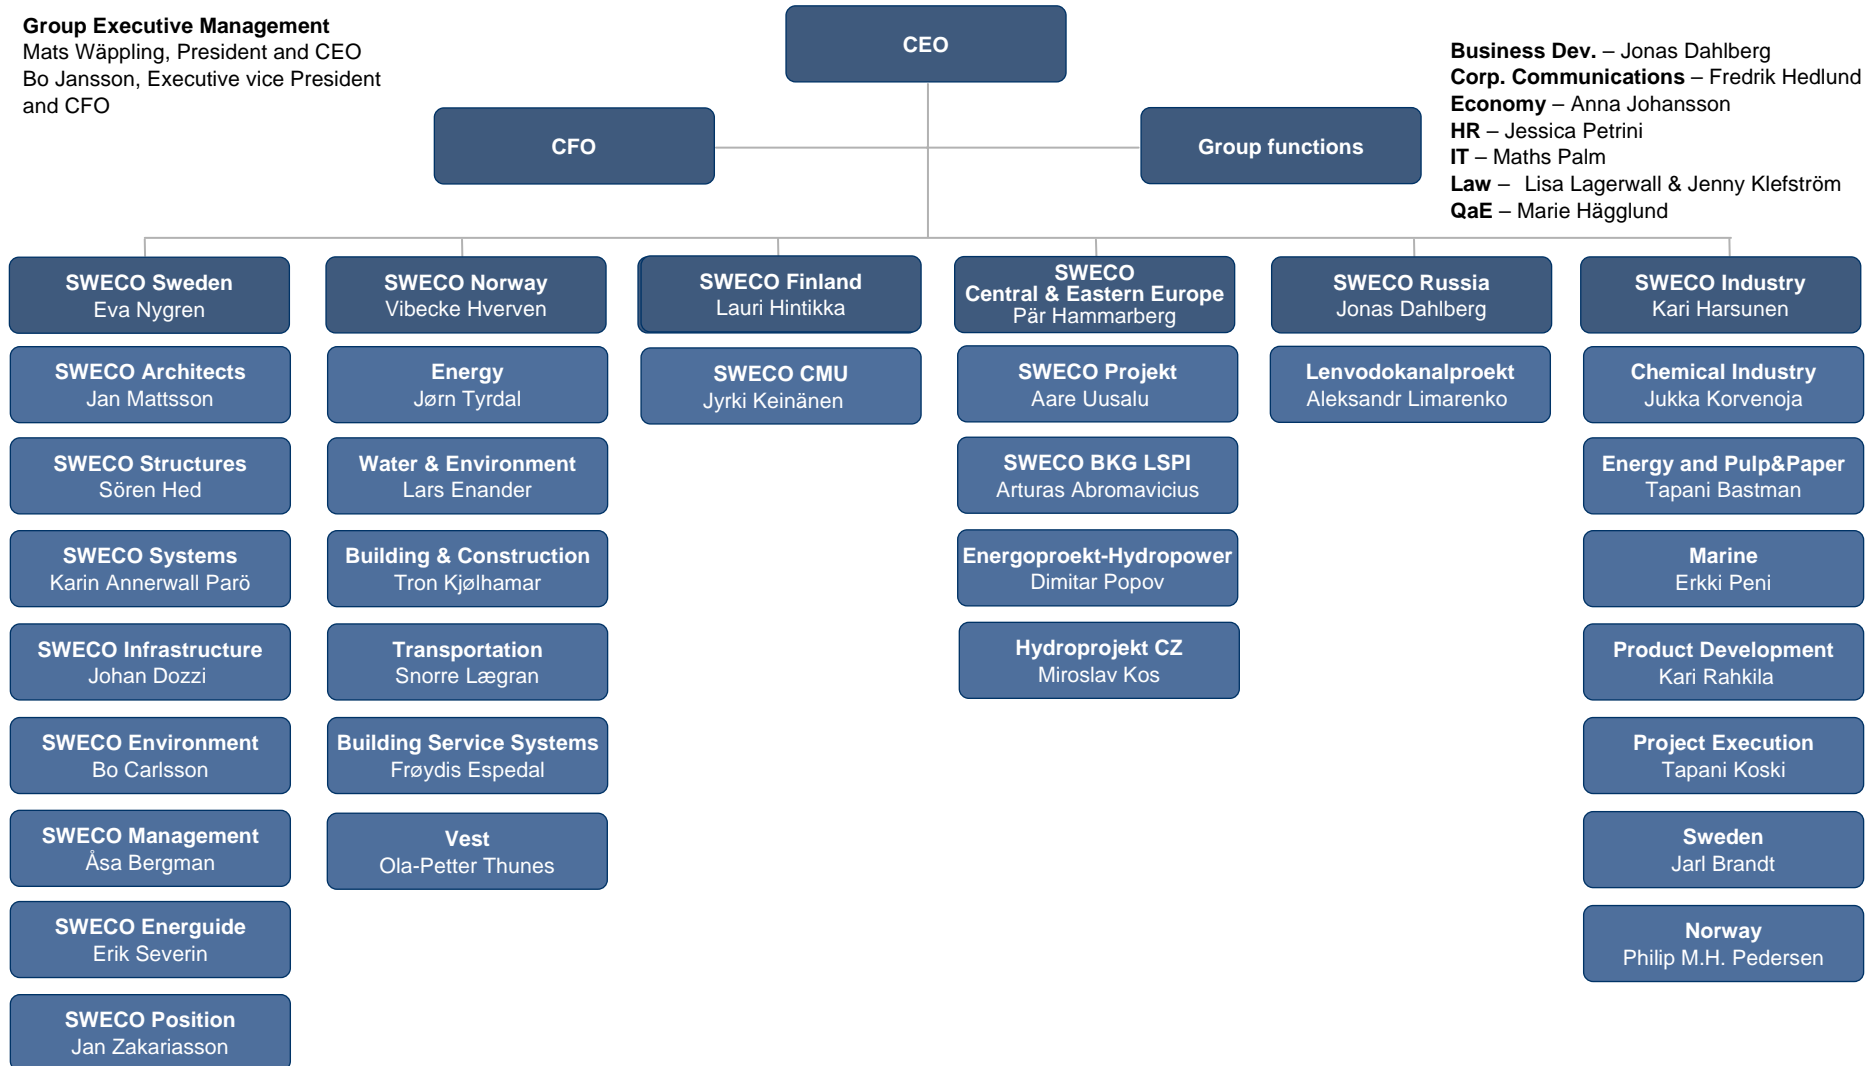 Group Executive Management
Mats Wäppling, President and CEO
Bo Jansson, Executive vice President
and CFO
CEO
Business Dev. – Jonas Dahlberg
Corp. Communications – Fredrik Hedlund
Economy – Anna Johansson
HR – Jessica Petrini
IT – Maths Palm
Law – Lisa Lagerwall & Jenny Klefström
QaE – Marie Hägglund
CFO
Group functions
SWECO Sweden
Eva Nygren
SWECO Architects
Jan Mattsson
SWECO Structures
Sören Hed
SWECO Systems
Karin Annerwall Parö
SWECO Infrastructure
Johan Dozzi
SWECO Environment
Bo Carlsson
SWECO Management
Åsa Bergman
SWECO Energuide
Erik Severin
SWECO Position
Jan Zakariasson
SWECO Norway
Vibecke Hverven
Energy
Jørn Tyrdal
Water & Environment
Lars Enander
Building & Construction
Tron Kjølhamar
Transportation
Snorre Lægran
Building Service Systems
Frøydis Espedal
Vest
Ola-Petter Thunes
SWECO Finland
Lauri Hintikka
SWECO CMU
Jyrki Keinänen
SWECO
Central & Eastern Europe
Pär Hammarberg
SWECO Projekt
Aare Uusalu
SWECO BKG LSPI
Arturas Abromavicius
Energoproekt-Hydropower
Dimitar Popov
Hydroprojekt CZ
Miroslav Kos
SWECO Russia
Jonas Dahlberg
Lenvodokanalproekt
Aleksandr Limarenko
SWECO Industry
Kari Harsunen
Chemical Industry
Jukka Korvenoja
Energy and Pulp&Paper
Tapani Bastman
Marine
Erkki Peni
Product Development
Kari Rahkila
Project Execution
Tapani Koski
Sweden
Jarl Brandt
Norway
Philip M.H. Pedersen